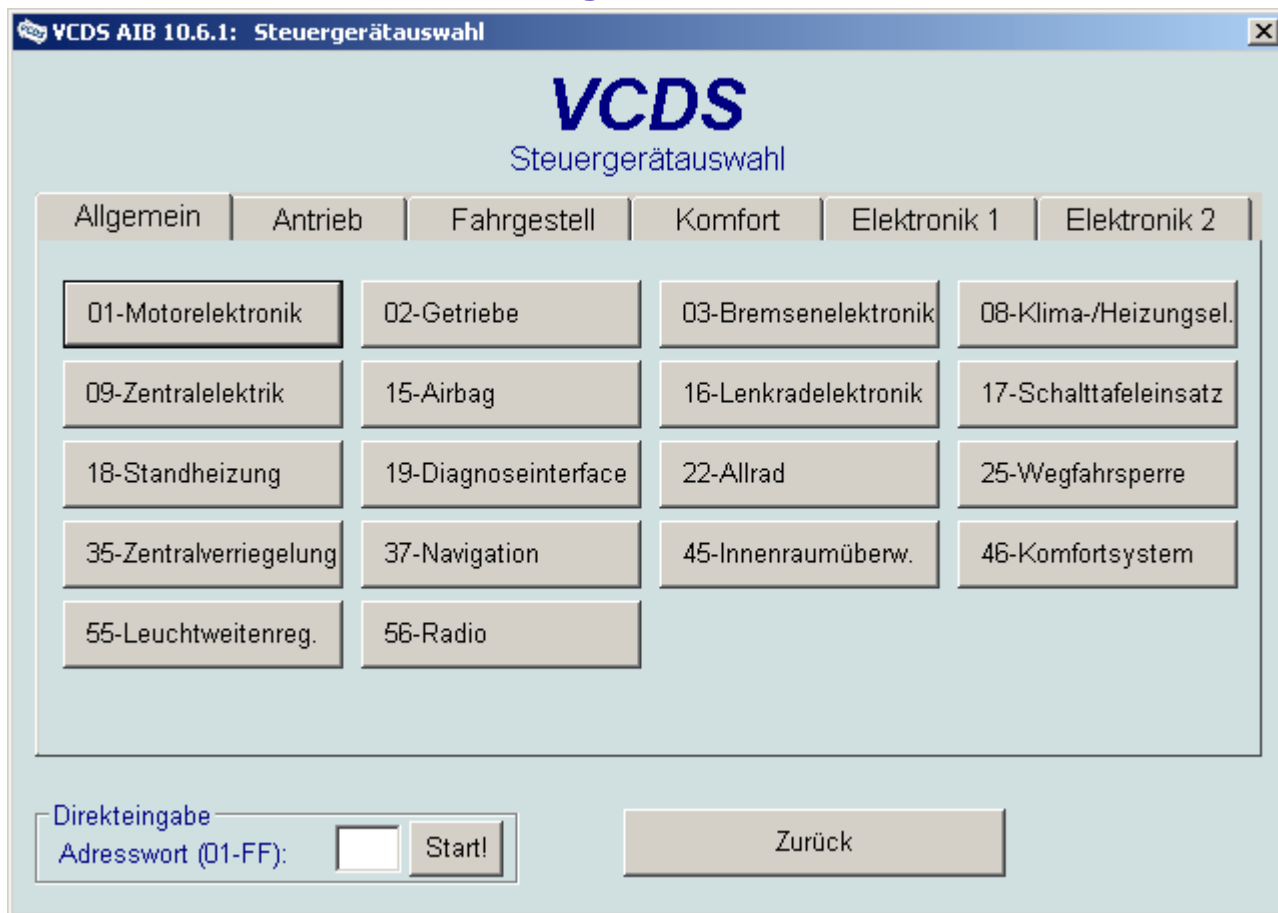 VCDS AIB 10.6.1: Steuergerätauswahl
VCDS
Steuergerätauswahl
Allgemein Antrieb Fahrgestell Komfort Elektronik 1 Elektronik 2
01-Motorelektronik 02-Getriebe 03-Bremsenelektronik 08-Klima-/Heizungsel.
09-Zentralelektrik 15-Airbag 16-Lenkradelektronik 17-Schalttafeleinsatz
18-Standheizung 19-Diagnoseinterface 22-Allrad 25-Wegfahrsperre
35-Zentralverriegelung 37-Navigation 45-Innenraumüberw. 46-Komfortsystem
55-Leuchtweitenreg. 56-Radio
Direkteingabe
Adresswort (01-FF): Start! Zurück